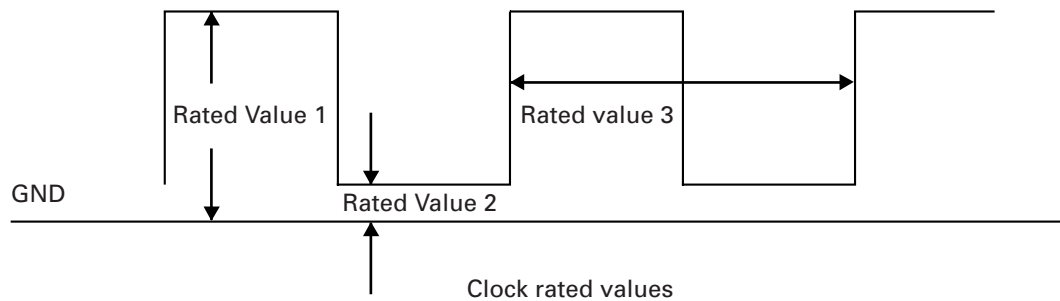 Rated Value 1
Rated value 3
GND
Rated Value 2
Clock rated values